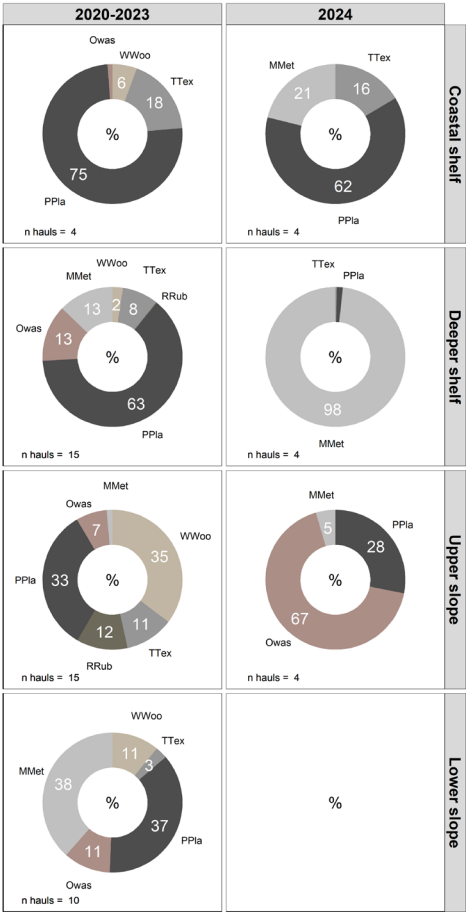 2020-2023
2024
Owas
WWoo
6
TTex
18
%
75
PPla
n hauls = 4
MMet
TTex
21
16
%
62
PPla
n hauls = 4
Coastal shelf
WWoo
MMet
TTex
RRub
13
2
8
Owas
13
%
63
PPla
n hauls = 15
TTex
PPla
%
98
MMet
n hauls = 4
Deeper shelf
MMet
Owas
7
WWoo
35
PPla
33
%
12
11
RRub
TTex
n hauls = 15
MMet
5
PPla
28
%
67
Owas
n hauls = 4
Upper slope
WWoo
TTex
11
3
MMet
38
%
37
PPla
11
Owas
n hauls = 10
%
Lower slope